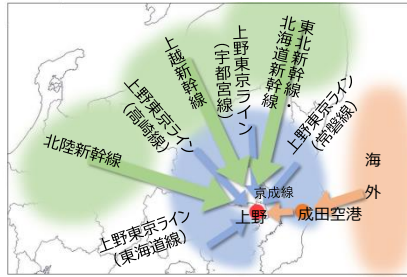 東北新幹線・
北海道新幹線
上野東京ライン
(宇都宮線)
上越新幹線
上野東京ライン
(高崎線)
上野東京ライン
(常磐線)
北陸新幹線
海外
京成線
上野
成田空港
上野東京ライン
(東海道線)